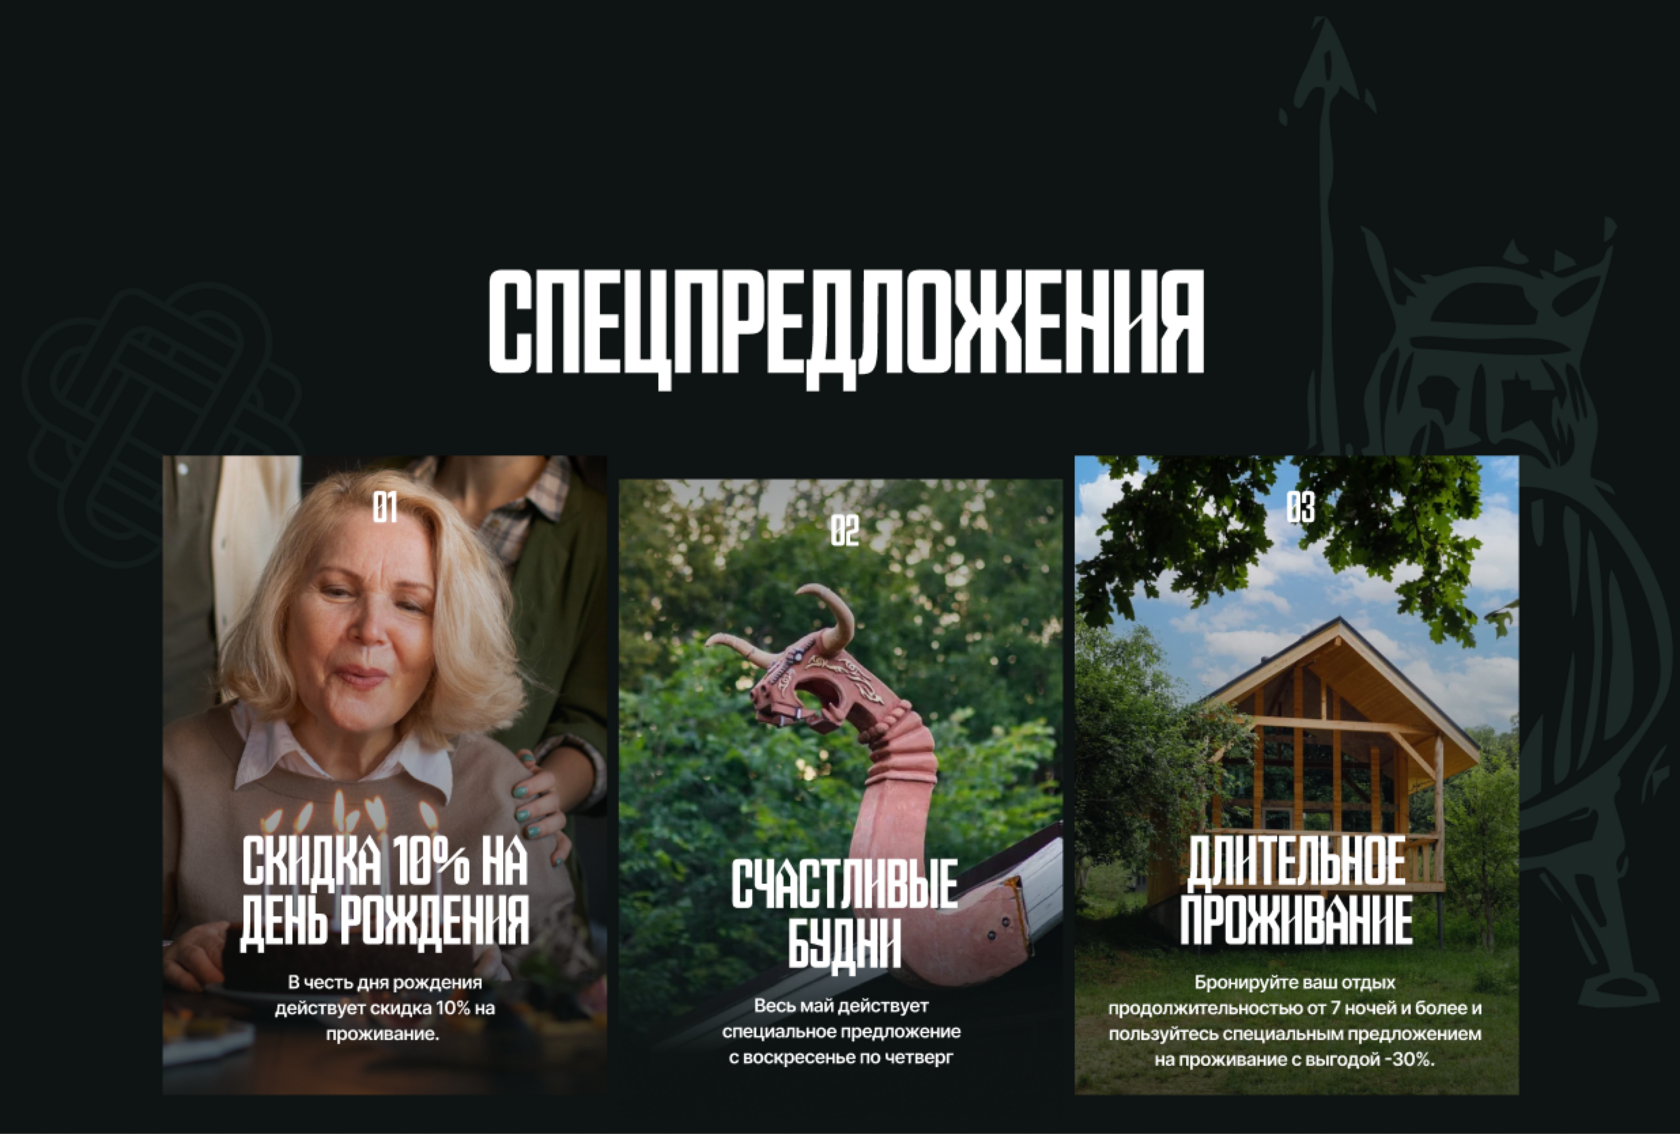 СПЕЦПРЕДЛОЖЕНИЯ
01
СКИДКА 10% НА
ДЕНЬ РОЖДЕНИЯ
В честь дня рождения
действует скидка 10% на
проживание.
02
СЧАСТЛИВЫЕ
БУДНИ
Весь май действует
специальное предложение
с воскресенье по четверг
03
ДЛИТЕЛЬНОЕ
ПРОЖИВАНИЕ
Бронируйте ваш отдых
продолжительностью от 7 ночей и более и
пользуйтесь специальным предложением
на проживание с выгодой -30%.